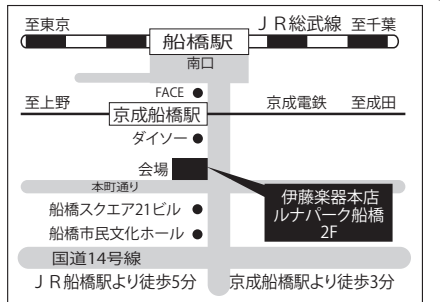 至東京
JR総武線
至千葉
船橋駅
南口
FACE
至上野
京成電鉄
至成田
京成船橋駅
ダイソー
会場
本町通り
伊藤楽器本店
ルナパーク船橋
2F
船橋スクエア21ビル
船橋市民文化ホール
国道14号線
JR船橋駅より徒歩5分
京成船橋駅より徒歩3分